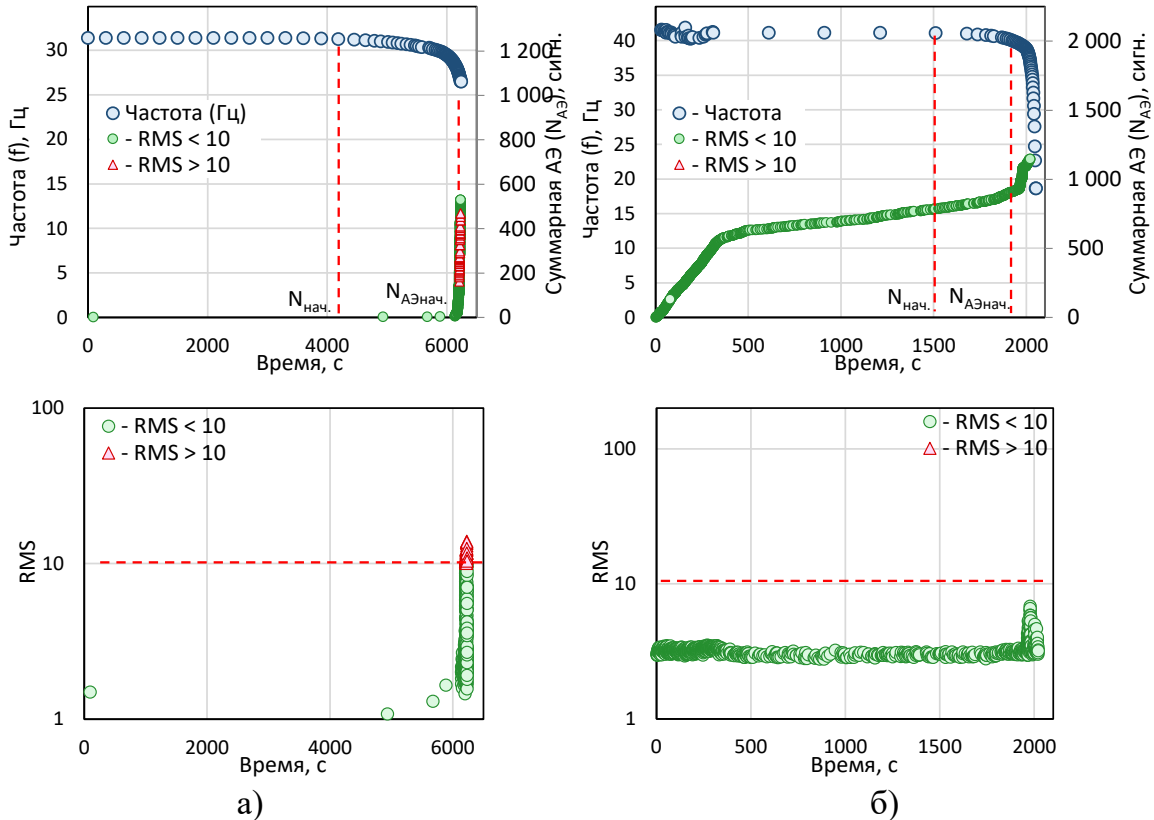 Частота (f), Гц
30
25
20
15
10
5
0
Частота (Гц)
- RMS < 10
- RMS > 10
1 200
1 000
800
600
400
200
0
Суммарная АЭ (NАЭ), сигн.
Nнач.
NАЭнач.
0 2000 4000 6000
Время, с
Частота (f), Гц
40
35
30
25
20
15
10
5
0
- Частота
- RMS < 10
- RMS > 10
2 000
1 500
1 000
500
0
Суммарная АЭ (NАЭ), сигн.
Nнач.
NАЭнач.
0 500 1000 1500 2000
Время, с
RMS
100
10
1
- RMS < 10
- RMS > 10
0 2000 4000 6000
Время, с
а)
RMS
100
10
1
- RMS < 10
- RMS > 10
0 500 1000 1500 2000
Время, с
б)